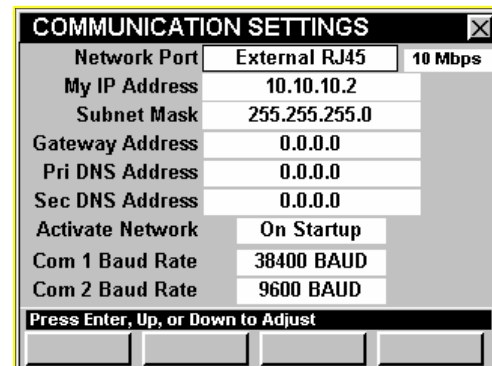 COMMUNICATION SETTINGS
Network Port External RJ45 10 Mbps
My IP Address 10.10.10.2
Subnet Mask 255.255.255.0
Gateway Address 0.0.0.0
Pri DNS Address 0.0.0.0
Sec DNS Address 0.0.0.0
Activate Network On Startup
Com 1 Baud Rate 38400 BAUD
Com 2 Baud Rate 9600 BAUD
Press Enter, Up, or Down to Adjust